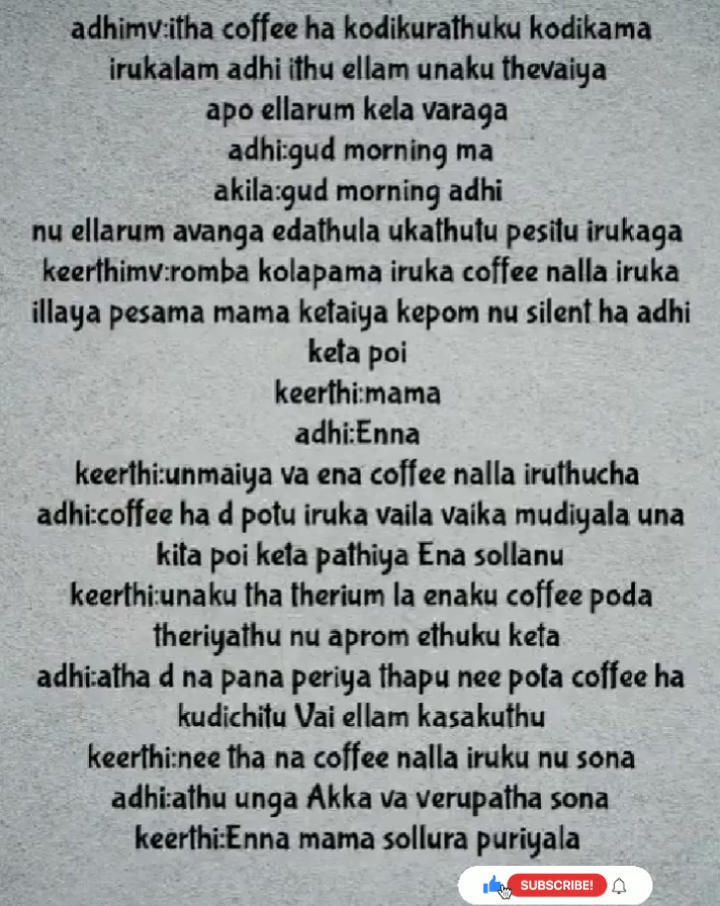 adhimv:itha coffee ha kodikurathuku kodikama
irukalam adhi ithu ellam unaku thevaiya
apo ellarum kela varaga
adhi:gud morning ma
akila:gud morning adhi
nu ellarum avanga edathula ukathutu pesitu irukaga
keerthimv:romba kolapama iruka coffee nalla iruka
illaya pesama mama ketaiya kepom nu silent ha adhi
keta poi
keerthi:mama
adhi:Enna
keerthi:unmaiya va ena coffee nalla iruthucha
adhi:coffee ha d potu iruka vaila vaika mudiyala una
kita poi keta pathiya Ena sollanu
keerthi:unaku tha therium la enaku coffee poda
theriyathu nu aprom ethuku keta
adhi:atha d na pana periya thapu nee pota coffee ha
kudichitu Vai ellam kasakuthu
keerthi:nee tha na coffee nalla iruku nu sona
adhi:athu unga Akka va verupatha sona
keerthi:Enna mama sollura puriyala
SUBSCRIBE!